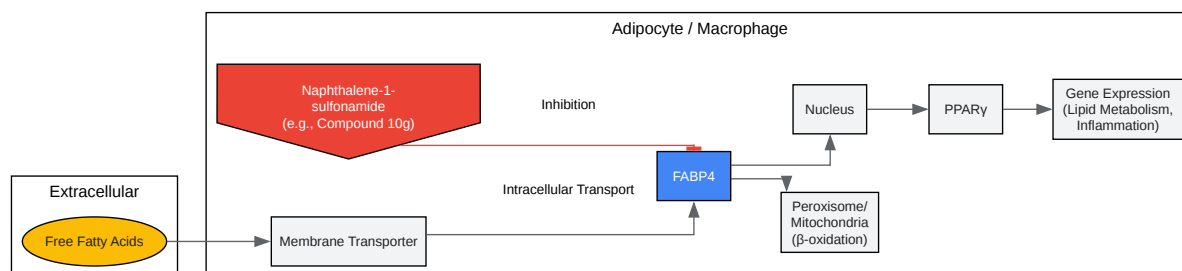 Adipocyte / Macrophage
Naphthalene-1-
sulfonamide
(e.g., Compound 10g)
Inhibition
Nucleus
PPARγ
Gene Expression
(Lipid Metabolism,
Inflammation)
FABP4
Intracellular Transport
Peroxisome/
Mitochondria
(β-oxidation)
Extracellular
Free Fatty Acids
Membrane Transporter